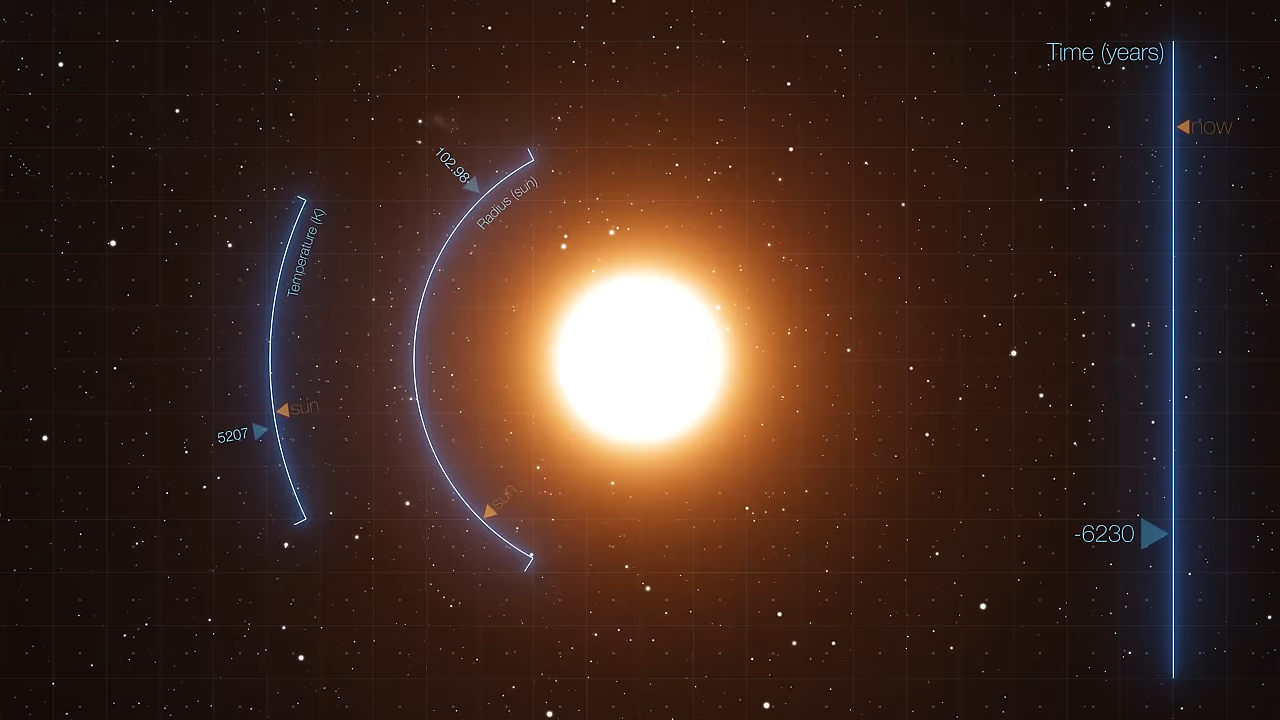 Time (years)
now
102.98
Radius (sun)
Temperature (K)
sun
5207
sun
-6230